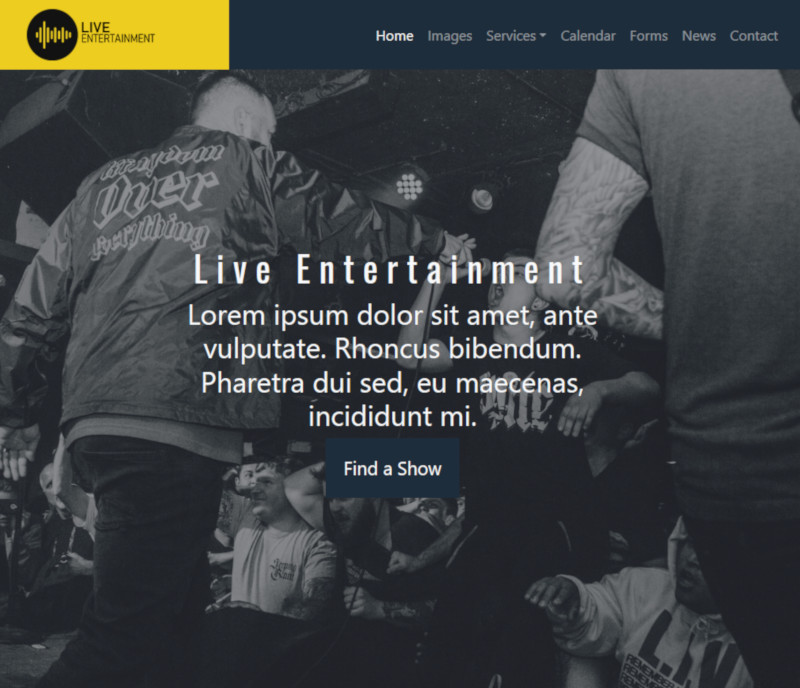 LIVE
ENTERTAINMENT
Home Images Services Calendar Forms News Contact
Over
everything
Live Entertainment
Lorem ipsum dolor sit amet, ante
vulputate. Rhoncus bibendum.
Pharetra dui sed, eu maecenas,
incididunt mi.
Find a Show